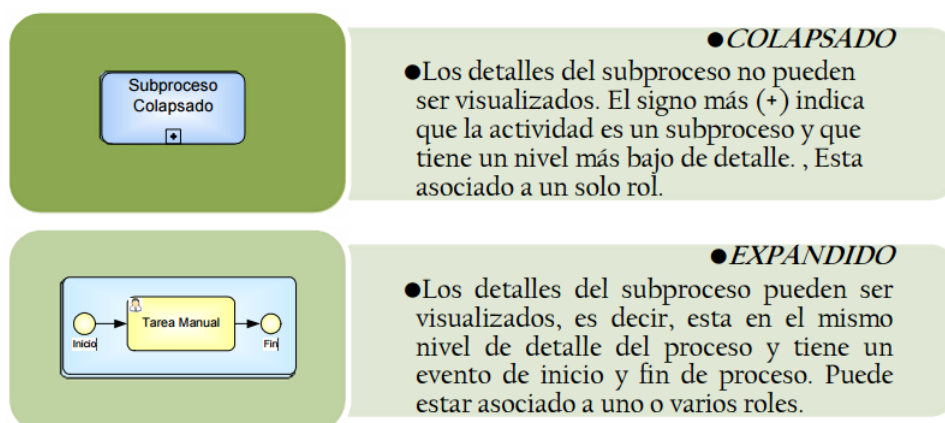 Subproceso
Colapsado
+
●COLAPSADO
●Los detalles del subproceso no pueden
ser visualizados. El signo más (+) indica
que la actividad es un subproceso y que
tiene un nivel más bajo de detalle. , Esta
asociado a un solo rol.
Inicio
Tarea Manual
Fin
●EXPANDIDO
●Los detalles del subproceso pueden ser
visualizados, es decir, esta en el mismo
nivel de detalle del proceso y tiene un
evento de inicio y fin de proceso. Puede
estar asociado a uno o varios roles.